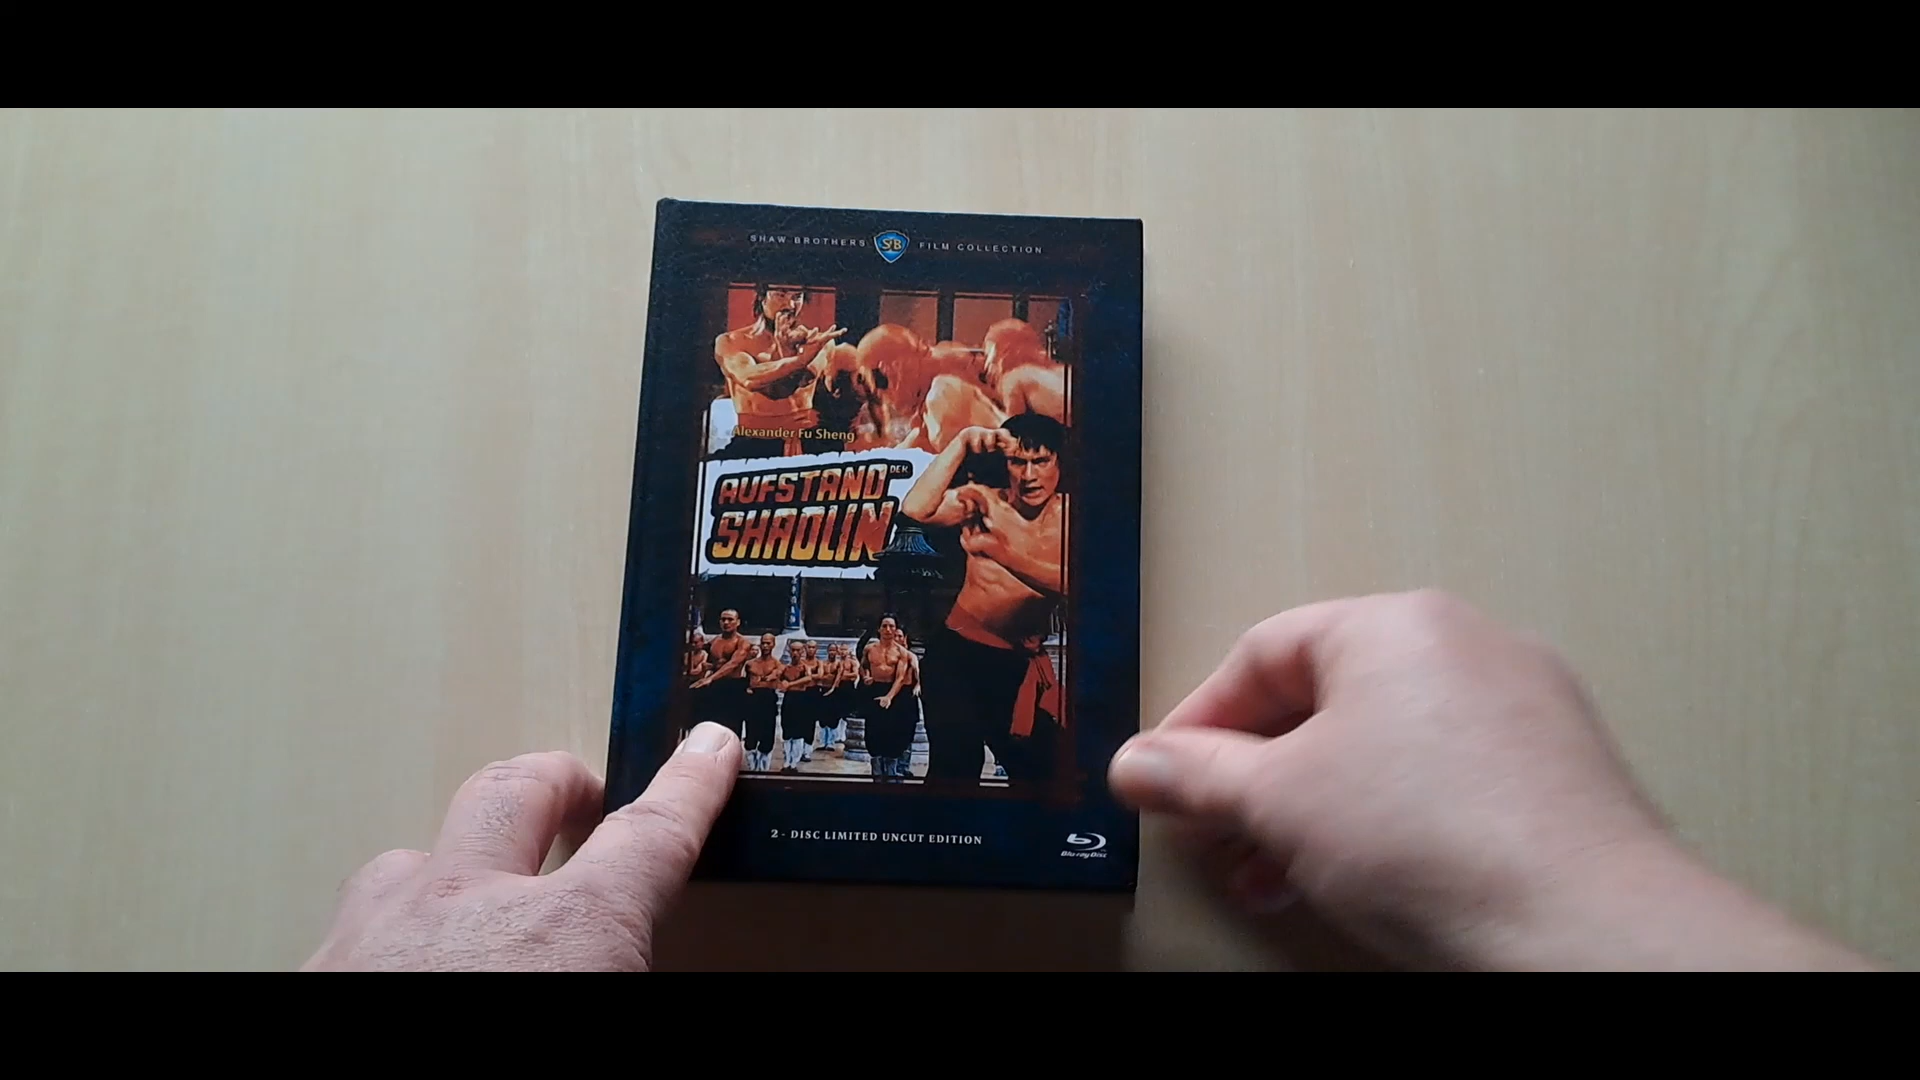 SHAW BROTHERS SB FILM COLLECTION
Alexander Fu Sheng
AUFSTAND DER
SHAOLIN
2 - DISC LIMITED UNCUT EDITION
Blu-ray Disc